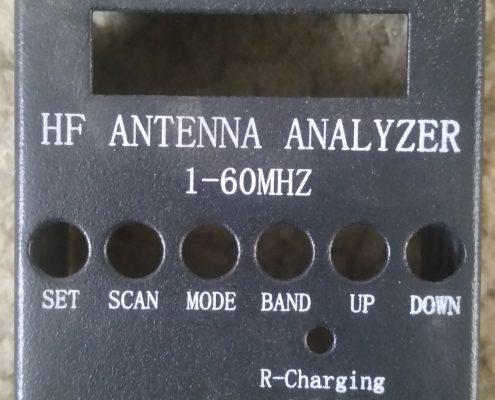 HF ANTENNA ANALYZER
1-60MHZ
SET SCAN MODE BAND UP DOWN
R-Charging